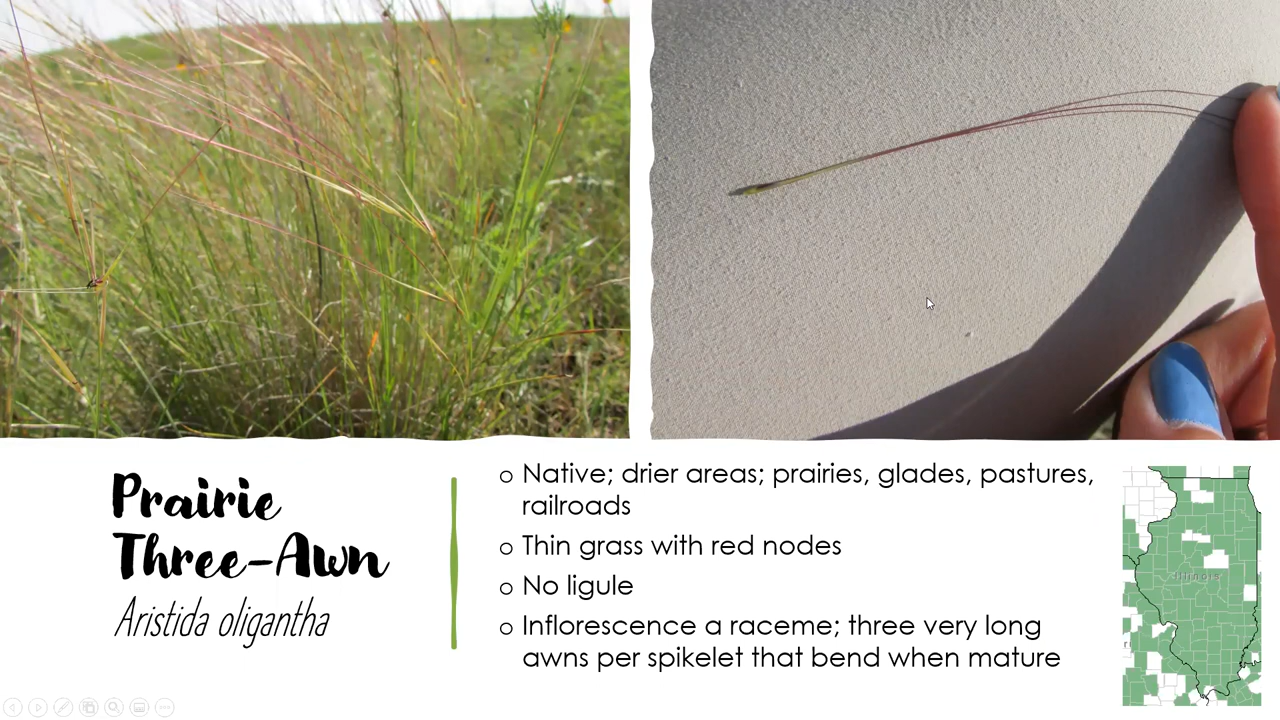 Prairie
Three-Awn
Aristida oligantha
o Native; drier areas; prairies, glades, pastures,
railroads
o Thin grass with red nodes
o No ligule
o Inflorescence a raceme; three very long
awns per spikelet that bend when mature
Illinois